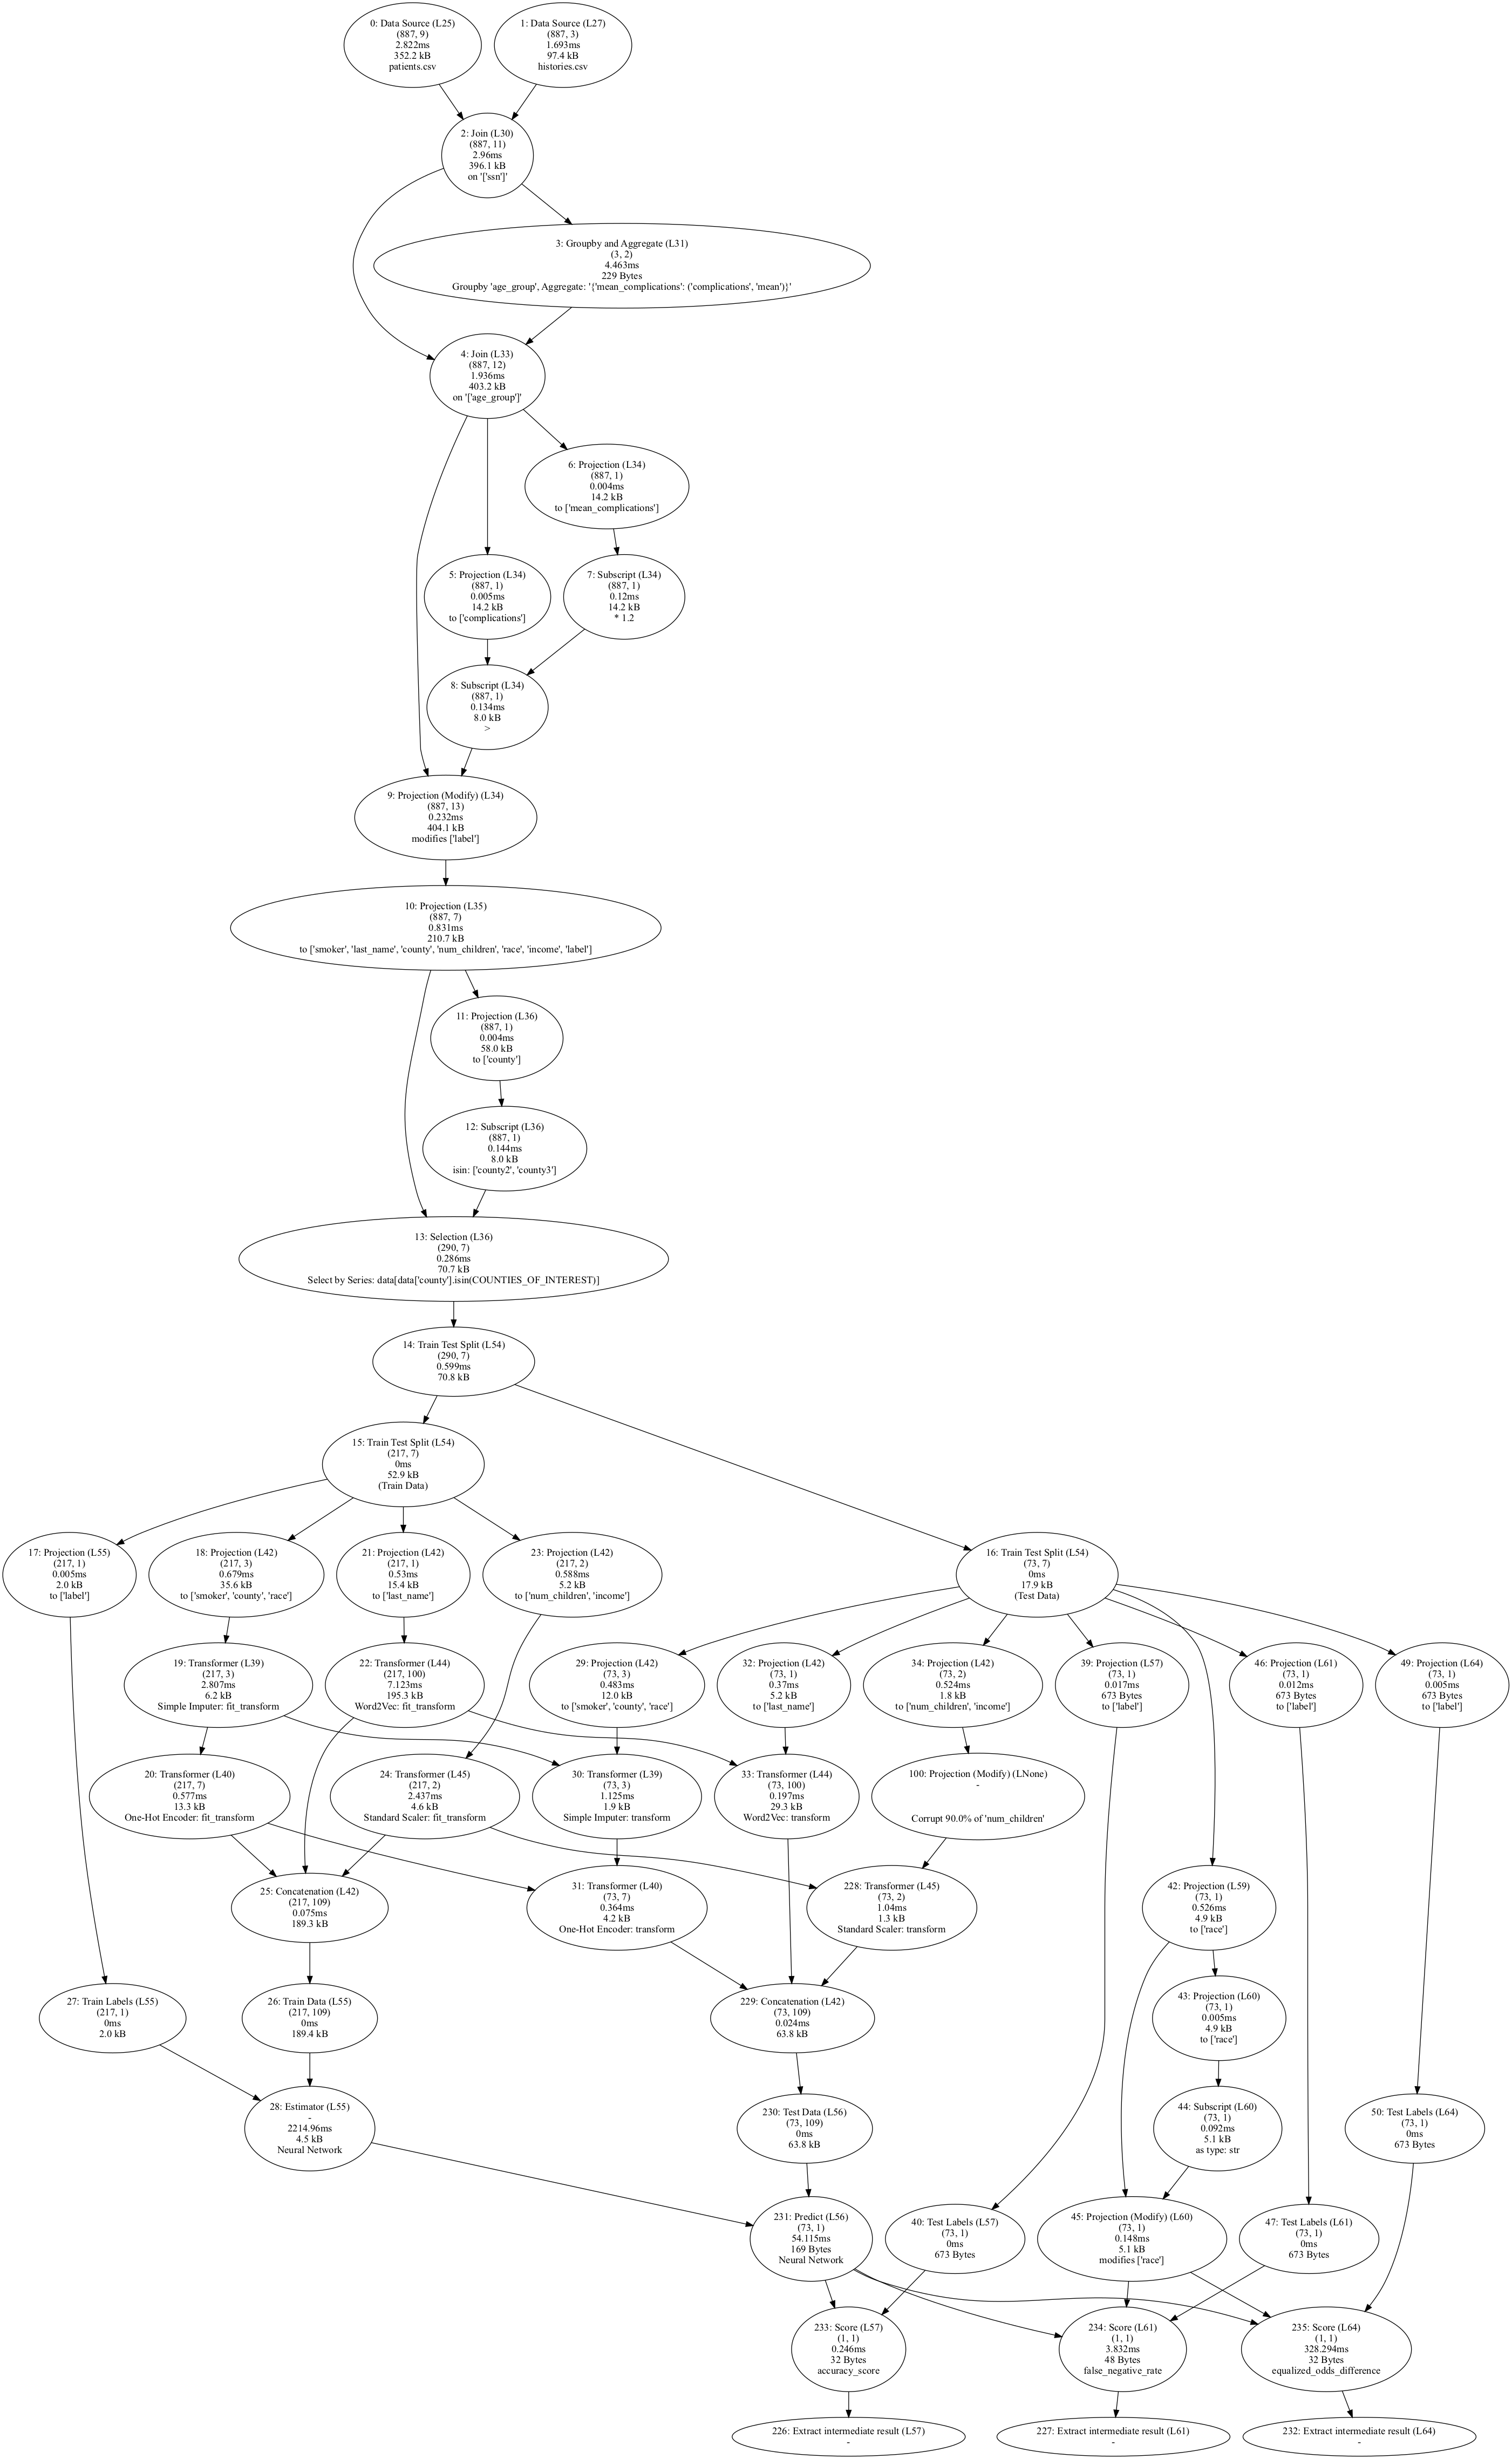 0: Data Source (L25)
(887, 9)
2.822ms
352.2 kB
patients.csv
1: Data Source (L27)
(887, 3)
1.693ms
97.4 kB
histories.csv
2: Join (L30)
(887, 11)
2.96ms
396.1 kB
on '['ssn']'
3: Groupby and Aggregate (L31)
(3, 2)
4.463ms
229 Bytes
Groupby 'age_group', Aggregate: '{'mean_complications': ('complications', 'mean')}'
4: Join (L33)
(887, 12)
1.936ms
403.2 kB
on '['age_group']'
6: Projection (L34)
(887, 1)
0.004ms
14.2 kB
to ['mean_complications']
5: Projection (L34)
(887, 1)
0.005ms
14.2 kB
to ['complications']
7: Subscript (L34)
(887, 1)
0.12ms
14.2 kB
* 1.2
8: Subscript (L34)
(887, 1)
0.134ms
8.0 kB
>
9: Projection (Modify) (L34)
(887, 13)
0.232ms
404.1 kB
modifies ['label']
10: Projection (L35)
(887, 7)
0.831ms
210.7 kB
to ['smoker', 'last_name', 'county', 'num_children', 'race', 'income', 'label']
11: Projection (L36)
(887, 1)
0.004ms
58.0 kB
to ['county']
12: Subscript (L36)
(887, 1)
0.144ms
8.0 kB
isin: ['county2', 'county3']
13: Selection (L36)
(290, 7)
0.286ms
70.7 kB
Select by Series: data[data['county'].isin(COUNTIES_OF_INTEREST)]
14: Train Test Split (L54)
(290, 7)
0.599ms
70.8 kB
15: Train Test Split (L54)
(217, 7)
0ms
52.9 kB
(Train Data)
17: Projection (L55)
(217, 1)
0.005ms
2.0 kB
to ['label']
18: Projection (L42)
(217, 3)
0.679ms
35.6 kB
to ['smoker', 'county', 'race']
21: Projection (L42)
(217, 1)
0.53ms
15.4 kB
to ['last_name']
23: Projection (L42)
(217, 2)
0.588ms
5.2 kB
to ['num_children', 'income']
16: Train Test Split (L54)
(73, 7)
0ms
17.9 kB
(Test Data)
19: Transformer (L39)
(217, 3)
2.807ms
6.2 kB
Simple Imputer: fit_transform
22: Transformer (L44)
(217, 100)
7.123ms
195.3 kB
Word2Vec: fit_transform
29: Projection (L42)
(73, 3)
0.483ms
12.0 kB
to ['smoker', 'county', 'race']
32: Projection (L42)
(73, 1)
0.37ms
5.2 kB
to ['last_name']
34: Projection (L42)
(73, 2)
0.524ms
1.8 kB
to ['num_children', 'income']
39: Projection (L57)
(73, 1)
0.017ms
673 Bytes
to ['label']
46: Projection (L61)
(73, 1)
0.012ms
673 Bytes
to ['label']
49: Projection (L64)
(73, 1)
0.005ms
673 Bytes
to ['label']
20: Transformer (L40)
(217, 7)
0.577ms
13.3 kB
One-Hot Encoder: fit_transform
24: Transformer (L45)
(217, 2)
2.437ms
4.6 kB
Standard Scaler: fit_transform
30: Transformer (L39)
(73, 3)
1.125ms
1.9 kB
Simple Imputer: transform
33: Transformer (L44)
(73, 100)
0.197ms
29.3 kB
Word2Vec: transform
100: Projection (Modify) (LNone)
-
Corrupt 90.0% of 'num_children'
25: Concatenation (L42)
(217, 109)
0.075ms
189.3 kB
31: Transformer (L40)
(73, 7)
0.364ms
4.2 kB
One-Hot Encoder: transform
228: Transformer (L45)
(73, 2)
1.04ms
1.3 kB
Standard Scaler: transform
42: Projection (L59)
(73, 1)
0.526ms
4.9 kB
to ['race']
27: Train Labels (L55)
(217, 1)
0ms
2.0 kB
26: Train Data (L55)
(217, 109)
0ms
189.4 kB
229: Concatenation (L42)
(73, 109)
0.024ms
63.8 kB
43: Projection (L60)
(73, 1)
0.005ms
4.9 kB
to ['race']
28: Estimator (L55)
-
2214.96ms
4.5 kB
Neural Network
230: Test Data (L56)
(73, 109)
0ms
63.8 kB
44: Subscript (L60)
(73, 1)
0.092ms
5.1 kB
as type: str
50: Test Labels (L64)
(73, 1)
0ms
673 Bytes
231: Predict (L56)
(73, 1)
54.115ms
169 Bytes
Neural Network
40: Test Labels (L57)
(73, 1)
0ms
673 Bytes
45: Projection (Modify) (L60)
(73, 1)
0.148ms
5.1 kB
modifies ['race']
47: Test Labels (L61)
(73, 1)
0ms
673 Bytes
233: Score (L57)
(1, 1)
0.246ms
32 Bytes
accuracy_score
234: Score (L61)
(1, 1)
3.832ms
48 Bytes
false_negative_rate
235: Score (L64)
(1, 1)
328.294ms
32 Bytes
equalized_odds_difference
226: Extract intermediate result (L57)
-
227: Extract intermediate result (L61)
-
232: Extract intermediate result (L64)
-